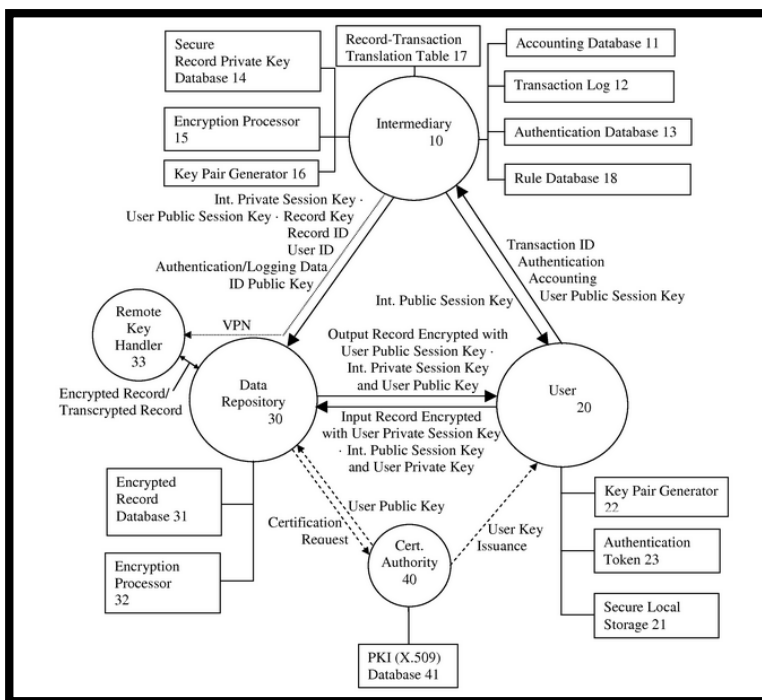 Secure
Record Private Key
Database 14
Record-Transaction
Translation Table 17
Accounting Database 11
Transaction Log 12
Encryption Processor
15
Intermediary
10
Authentication Database 13
Key Pair Generator 16
Rule Database 18
Int. Private Session Key ·
User Public Session Key · Record Key
Record ID
User ID
Authentication/Logging Data
ID Public Key
Transaction ID
Authentication
Accounting
User Public Session Key
Int. Public Session Key
Remote
Key
Handler
33
VPN
Output Record Encrypted with
User Public Session Key ·
Int. Private Session Key
and User Public Key
Encrypted Record/
Transcrypted Record
Data
Repository
30
User
20
Input Record Encrypted
with User Private Session Key
· Int. Public Session Key
and User Private Key
Encrypted
Record
Database 31
User Public Key
Certification
Request
User Key
Issuance
Key Pair Generator
22
Encryption
Processor
32
Cert.
Authority
40
Authentication
Token 23
Secure Local
Storage 21
PKI (X.509)
Database 41